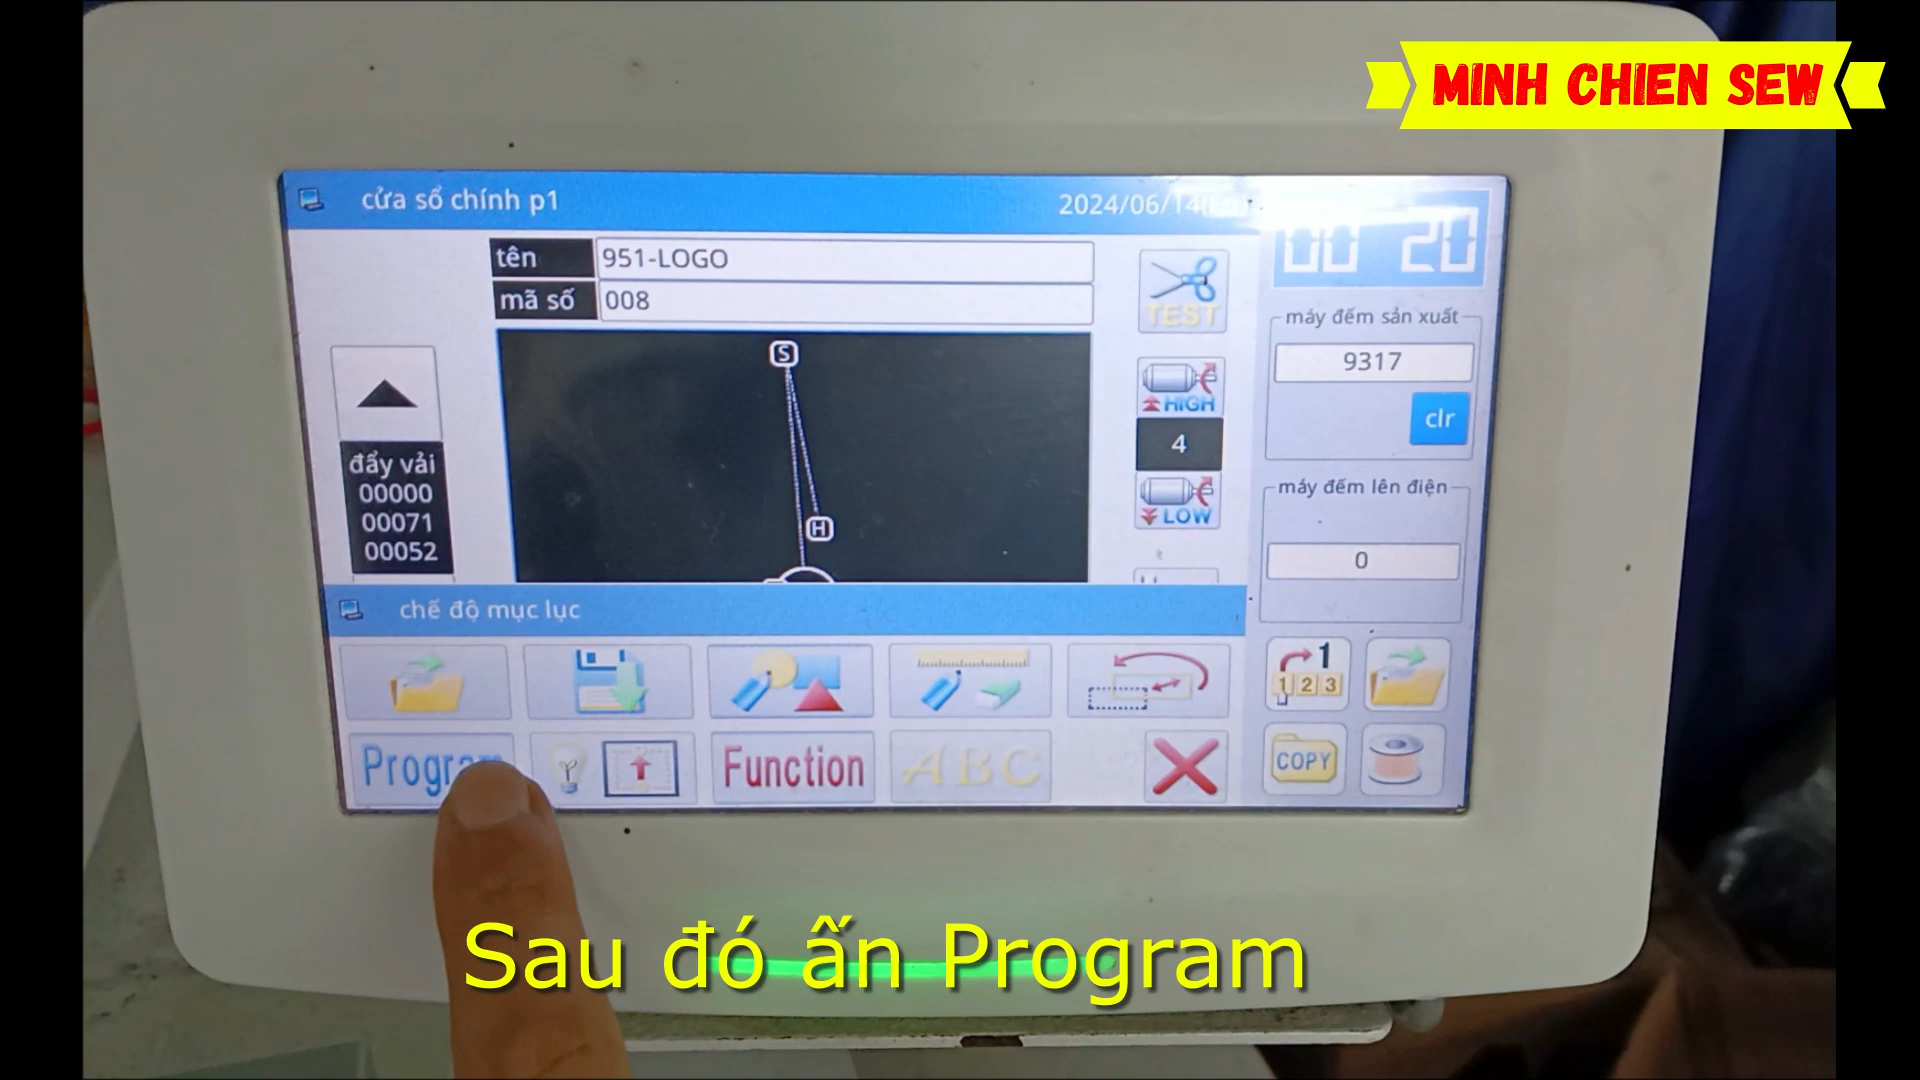 MINH CHIEN SEW
cửa sổ chính p1
2024/06/14
00 20
tên
951-LOGO
mã số
008
TEST
S
H
HIGH
4
LOW
đẩy vải
00000
00071
00052
máy đếm sản xuất
9317
clr
máy đếm lên điện
0
chế độ mục lục
1
1 2 3
Function
ABC
COPY
Sau đó ấn Program